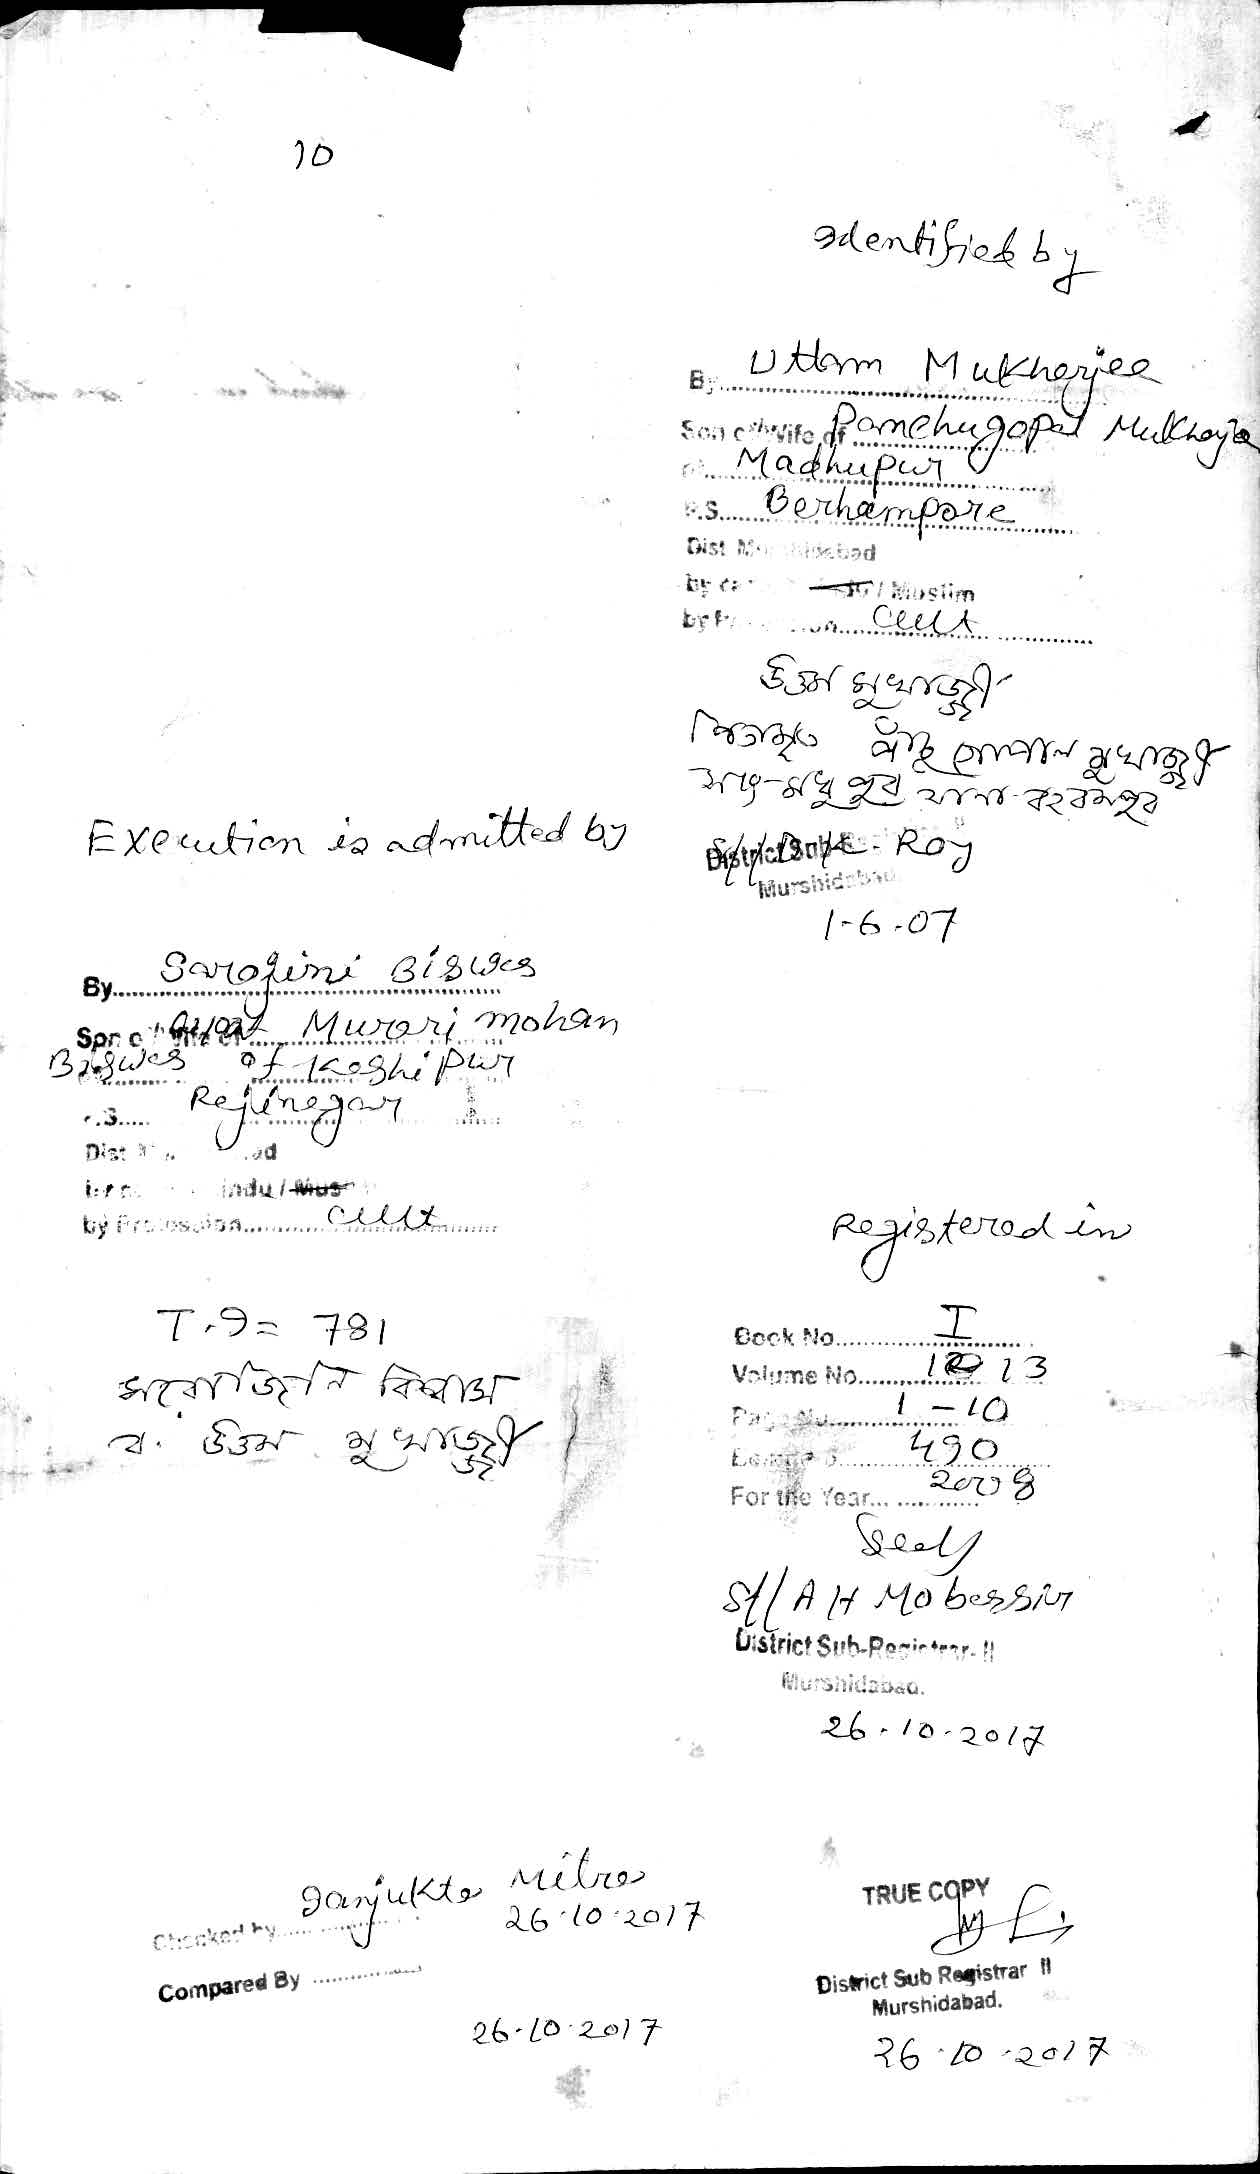 10
Identified by
By Uttam Mukherjee
Son of/Wife of Panchugopal Mukherjee
of Madhupur
P.S. Berhampore
Dist Murshidabad
by caste Hindu / Muslim
by Profession Cult
উত্তম মুখার্জ্জী
পিতামৃত পাঁচু গোপাল মুখার্জ্জী
সাং-মধুপুর থানা-বহরমপুর
Sd// D. K. Roy
District Sub-Registrar
Murshidabad
1-6-07
Execution is admitted by
By Sarojini Biswas
Son of/Wife of Murari mohan
Biswas of Kashipur
P.S. Rejinagar
Dist Murshidabad
by caste Hindu / Muslim
by Profession Cult
T.I= 781
সরোজিনি বিশ্বাস
ব. উত্তম মুখার্জ্জী
Registered in
Book No. I
Volume No. 13
Page No. 1 - 10
Being No. 490
For the Year 2008
Seal
Sd// A H Mobassir
District Sub-Registrar-II
Murshidabad.
26-10-2017
Checked by Sanjukta Mitra
26-10-2017
Compared By
26-10-2017
TRUE COPY
District Sub Registrar II
Murshidabad.
26-10-2017